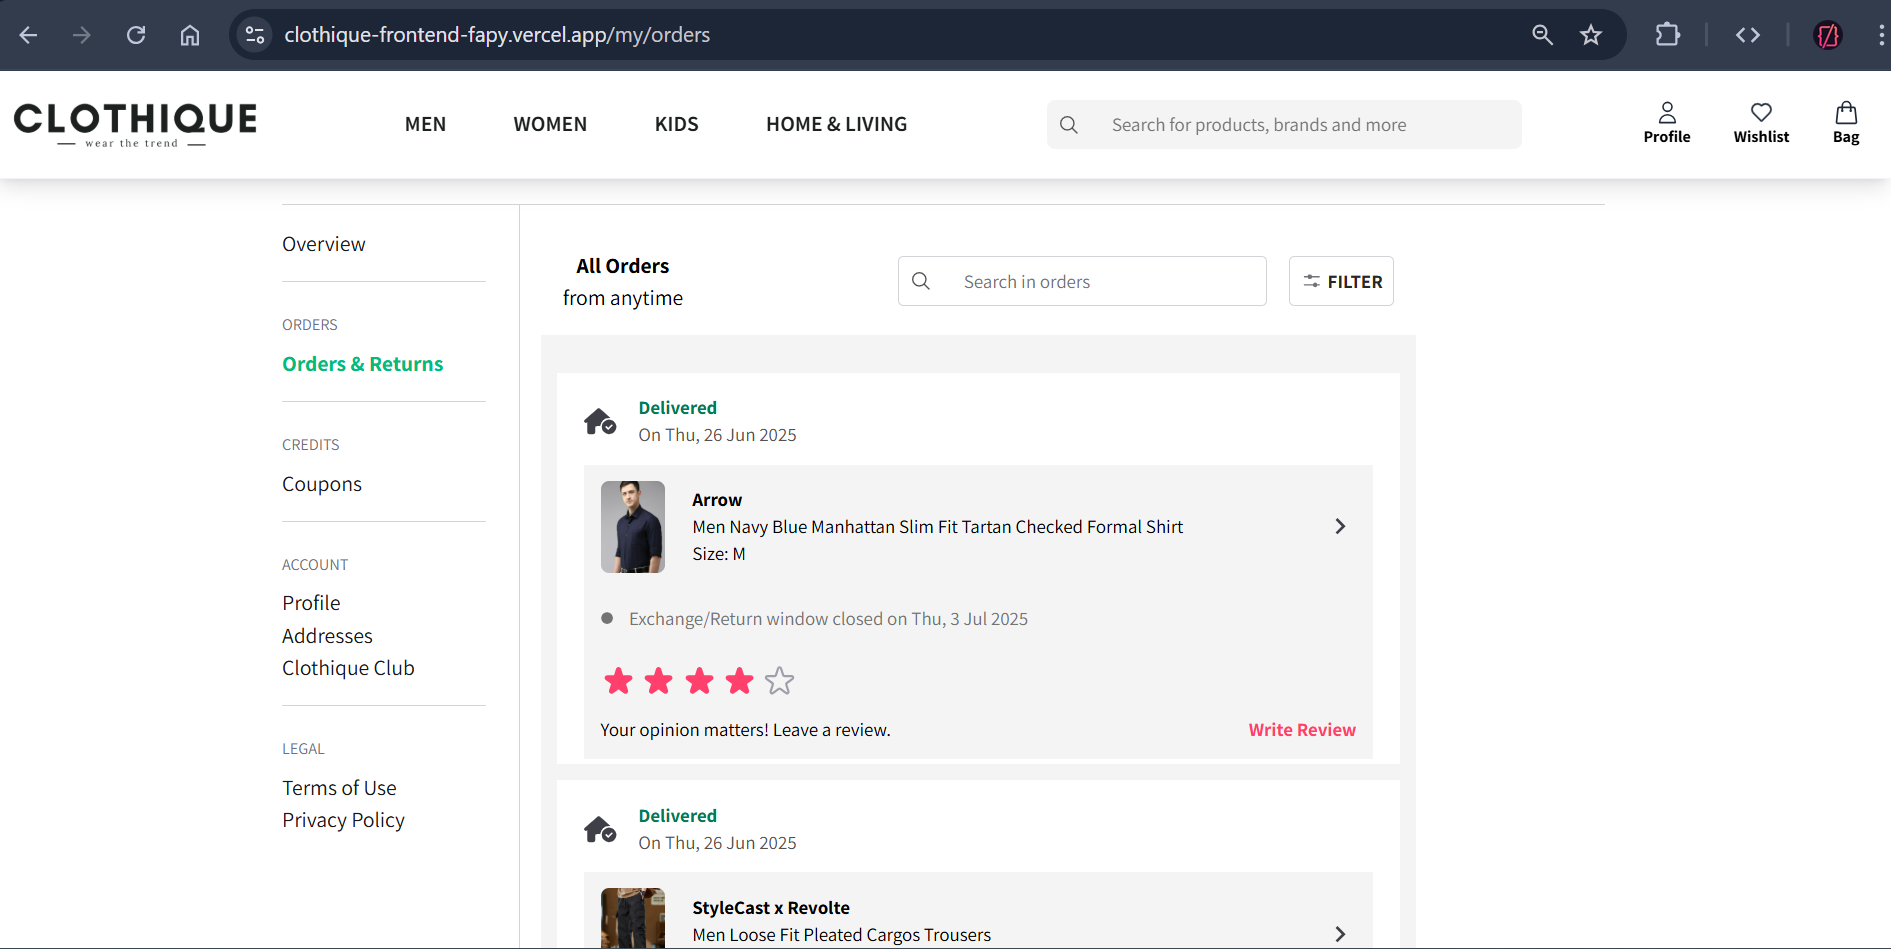 clothique-frontend-fapy.vercel.app/my/orders
CLOTHIQUE
wear the trend
MEN
WOMEN
KIDS
HOME & LIVING
Search for products, brands and more
Profile
Wishlist
Bag
Overview
ORDERS
Orders & Returns
CREDITS
Coupons
ACCOUNT
Profile
Addresses
Clothique Club
LEGAL
Terms of Use
Privacy Policy
All Orders
from anytime
Search in orders
FILTER
Delivered
On Thu, 26 Jun 2025
Arrow
Men Navy Blue Manhattan Slim Fit Tartan Checked Formal Shirt
Size: M
Exchange/Return window closed on Thu, 3 Jul 2025
Your opinion matters! Leave a review.
Write Review
Delivered
On Thu, 26 Jun 2025
StyleCast x Revolte
Men Loose Fit Pleated Cargos Trousers